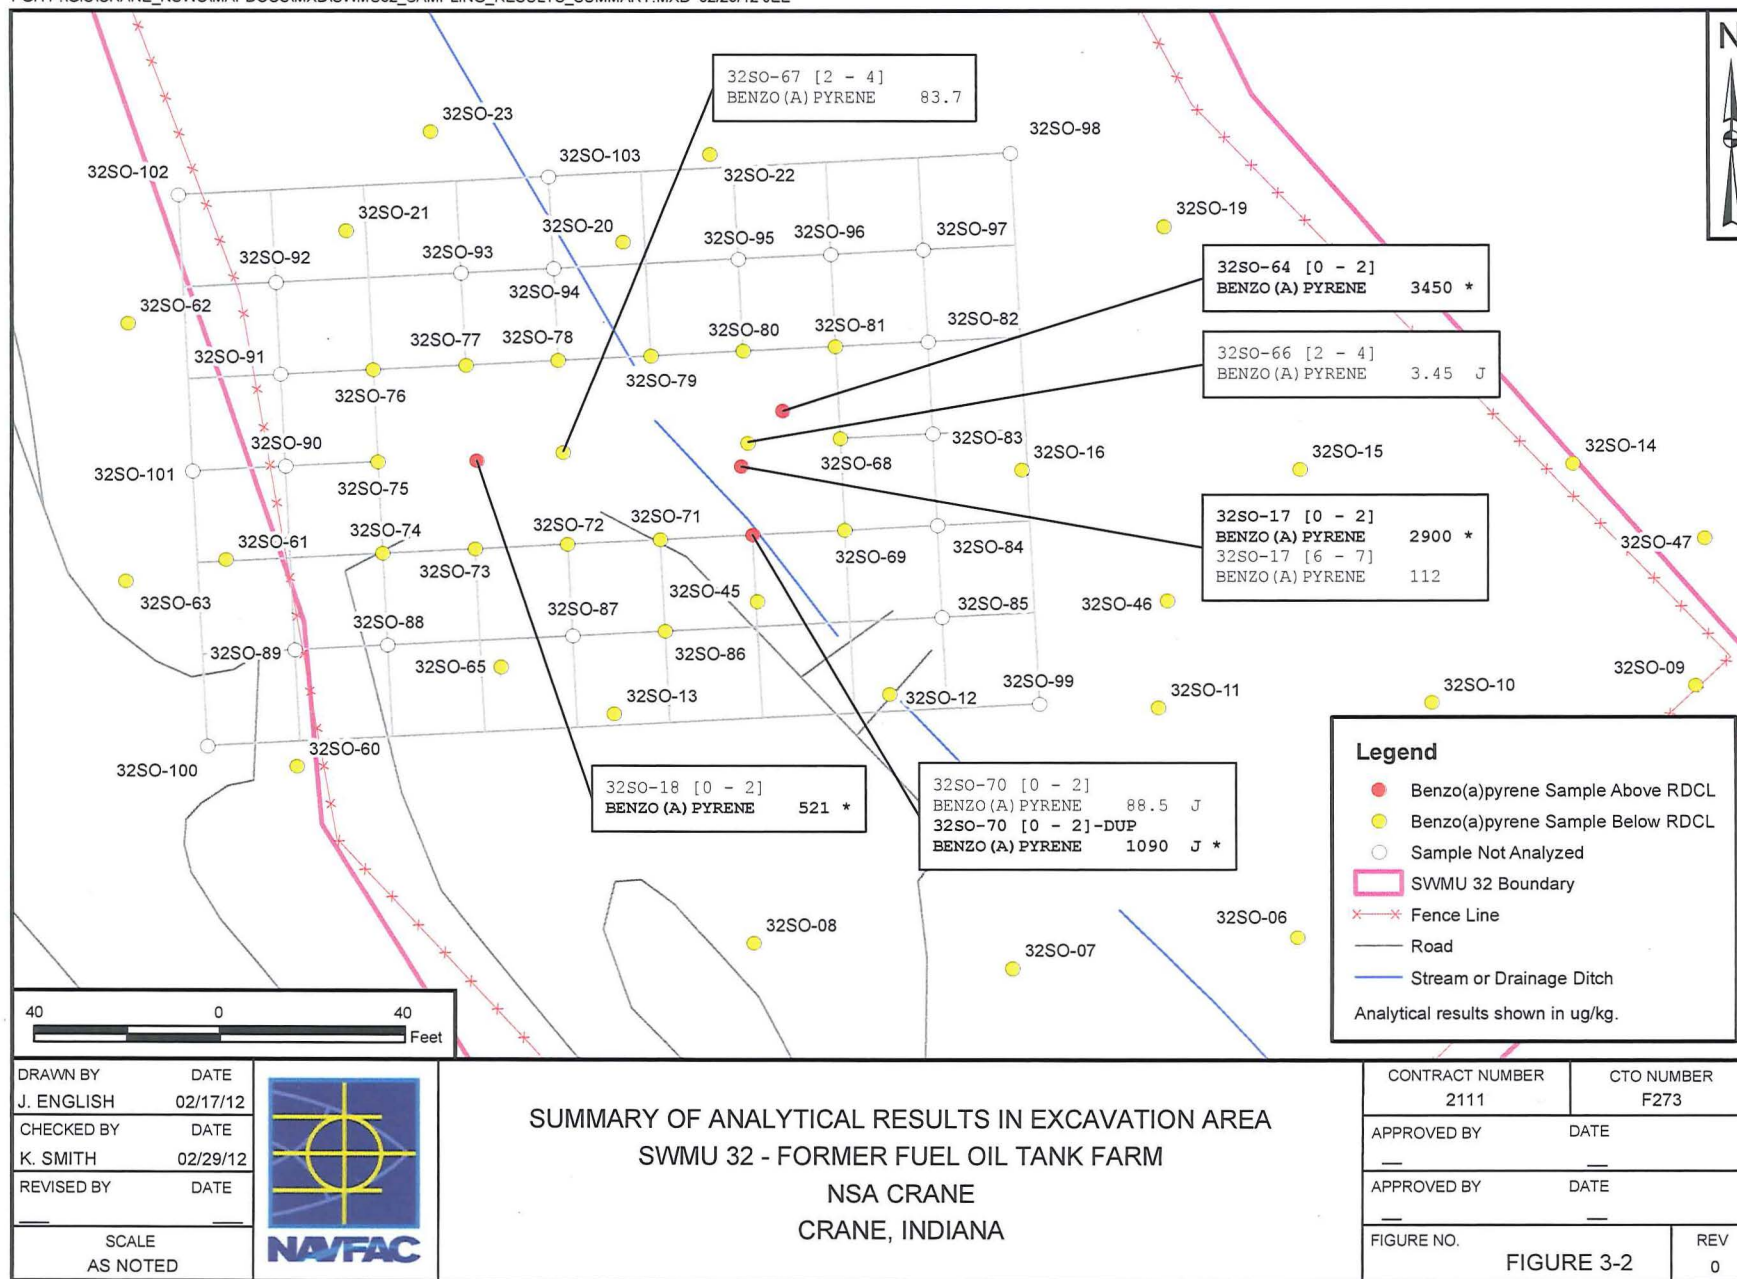 N
32SO-67 [2 - 4]
BENZO(A)PYRENE 83.7
32SO-23
32SO-98
32SO-103
32SO-102
32SO-22
32SO-21
32SO-20
32SO-19
32SO-92
32SO-93
32SO-95
32SO-96
32SO-97
32SO-94
32SO-64 [0 - 2]
BENZO(A)PYRENE 3450 *
32SO-62
32SO-77
32SO-78
32SO-80
32SO-81
32SO-82
32SO-91
32SO-66 [2 - 4]
BENZO(A)PYRENE 3.45 J
32SO-76
32SO-79
32SO-90
32SO-83
32SO-14
32SO-101
32SO-68
32SO-16
32SO-15
32SO-75
32SO-17 [0 - 2]
BENZO(A)PYRENE 2900 *
32SO-17 [6 - 7]
BENZO(A)PYRENE 112
32SO-74
32SO-72
32SO-71
32SO-61
32SO-73
32SO-69
32SO-84
32SO-47
32SO-63
32SO-45
32SO-87
32SO-85
32SO-46
32SO-88
32SO-89
32SO-65
32SO-86
32SO-09
32SO-13
32SO-12
32SO-99
32SO-11
32SO-10
32SO-60
32SO-100
32SO-18 [0 - 2]
BENZO(A)PYRENE 521 *
32SO-70 [0 - 2]
BENZO(A)PYRENE 88.5 J
32SO-70 [0 - 2]-DUP
BENZO(A)PYRENE 1090 J *
32SO-08
32SO-07
32SO-06
Legend
Benzo(a)pyrene Sample Above RDCL
Benzo(a)pyrene Sample Below RDCL
Sample Not Analyzed
SWMU 32 Boundary
Fence Line
Road
Stream or Drainage Ditch
Analytical results shown in ug/kg.
40 0 40
Feet
DRAWN BY DATE
J. ENGLISH 02/17/12
CHECKED BY DATE
K. SMITH 02/29/12
REVISED BY DATE
SCALE
AS NOTED
NAVFAC
SUMMARY OF ANALYTICAL RESULTS IN EXCAVATION AREA
SWMU 32 - FORMER FUEL OIL TANK FARM
NSA CRANE
CRANE, INDIANA
CONTRACT NUMBER CTO NUMBER
2111 F273
APPROVED BY DATE
APPROVED BY DATE
FIGURE NO. REV
FIGURE 3-2 0